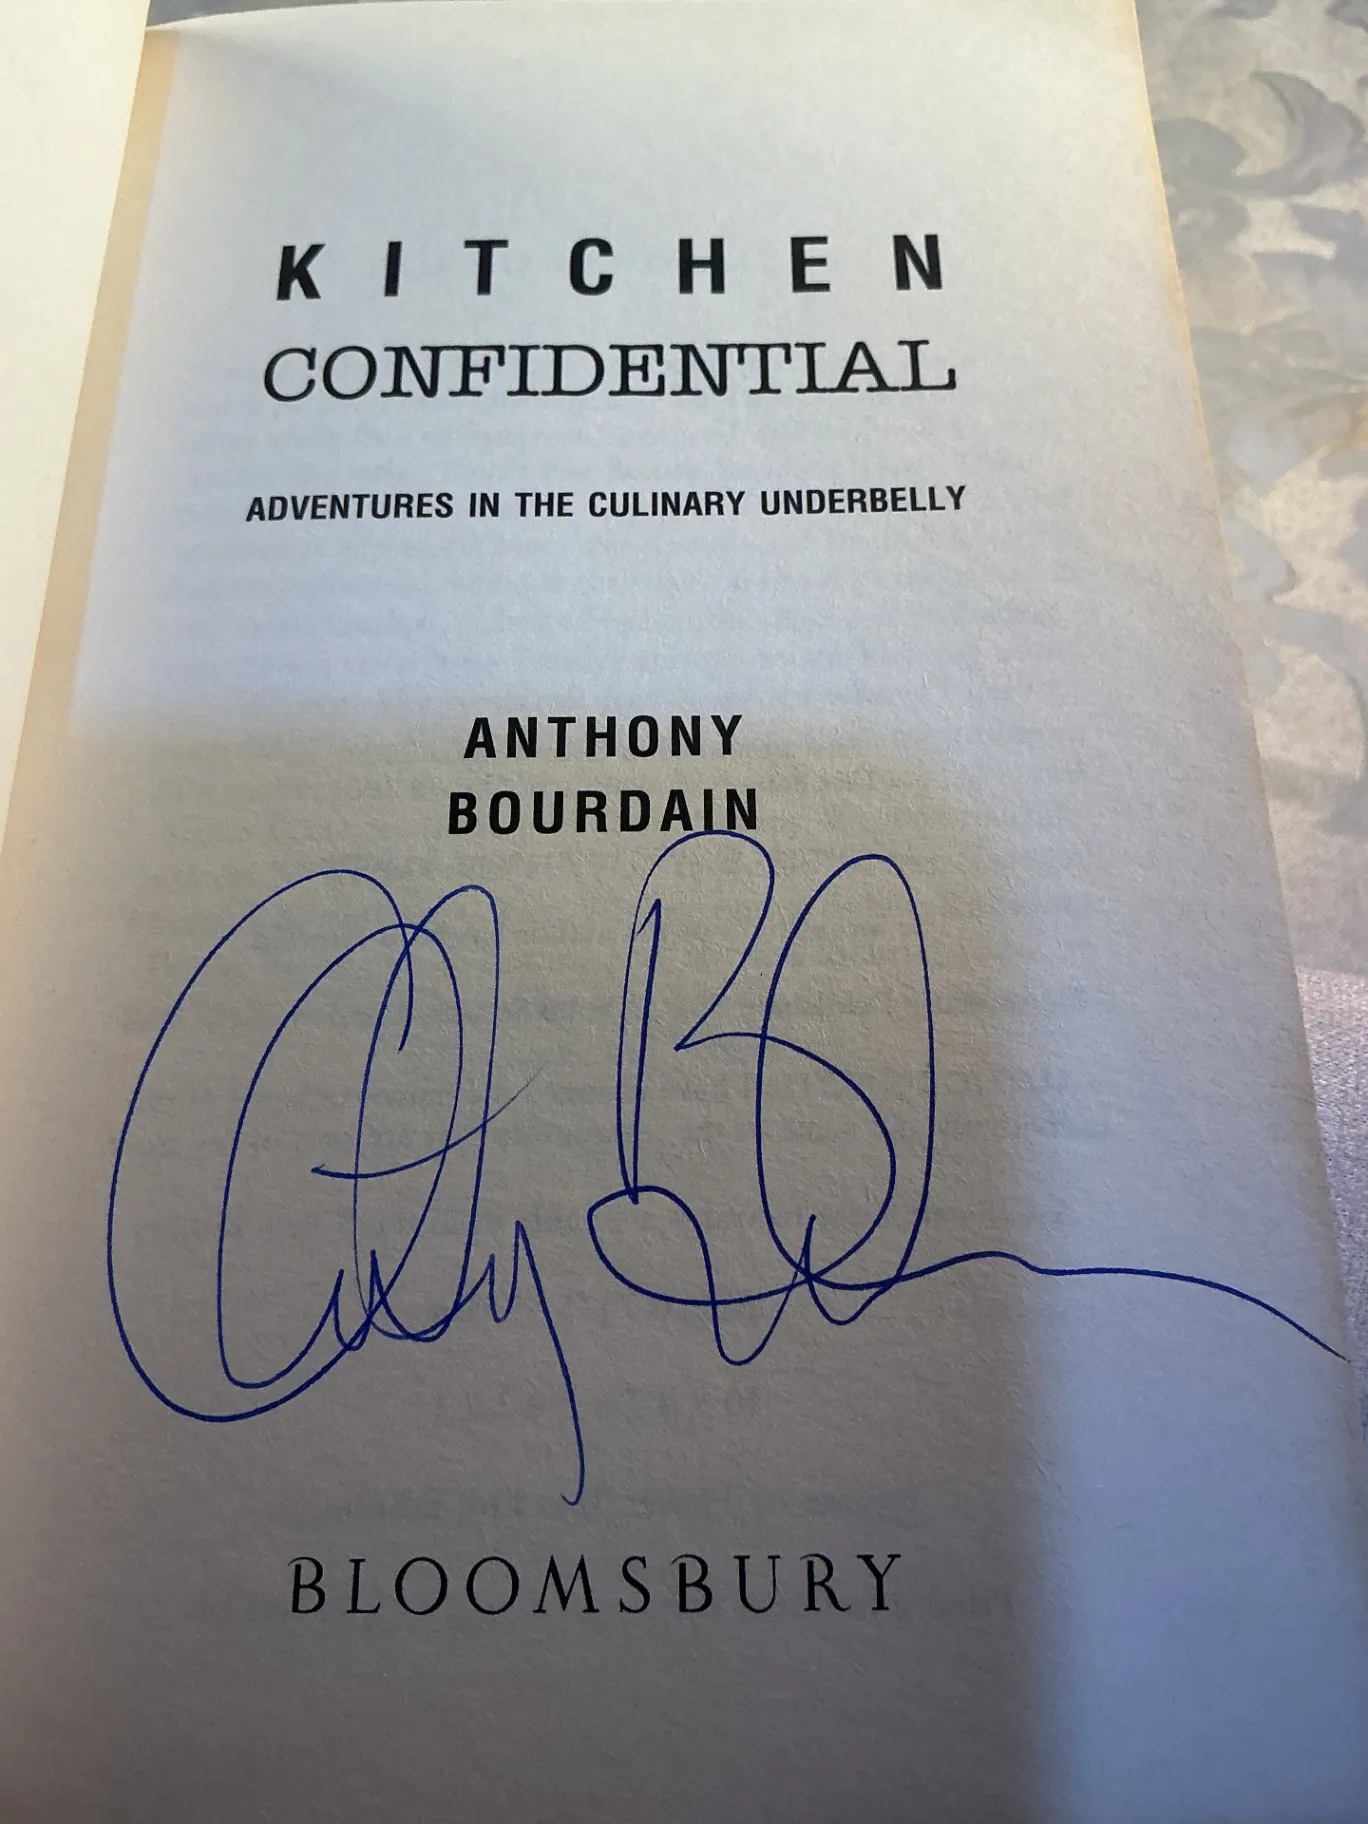 KITCHEN
CONFIDENTIAL
ADVENTURES IN THE CULINARY UNDERBELLY
ANTHONY
BOURDAIN
BLOOMSBURY